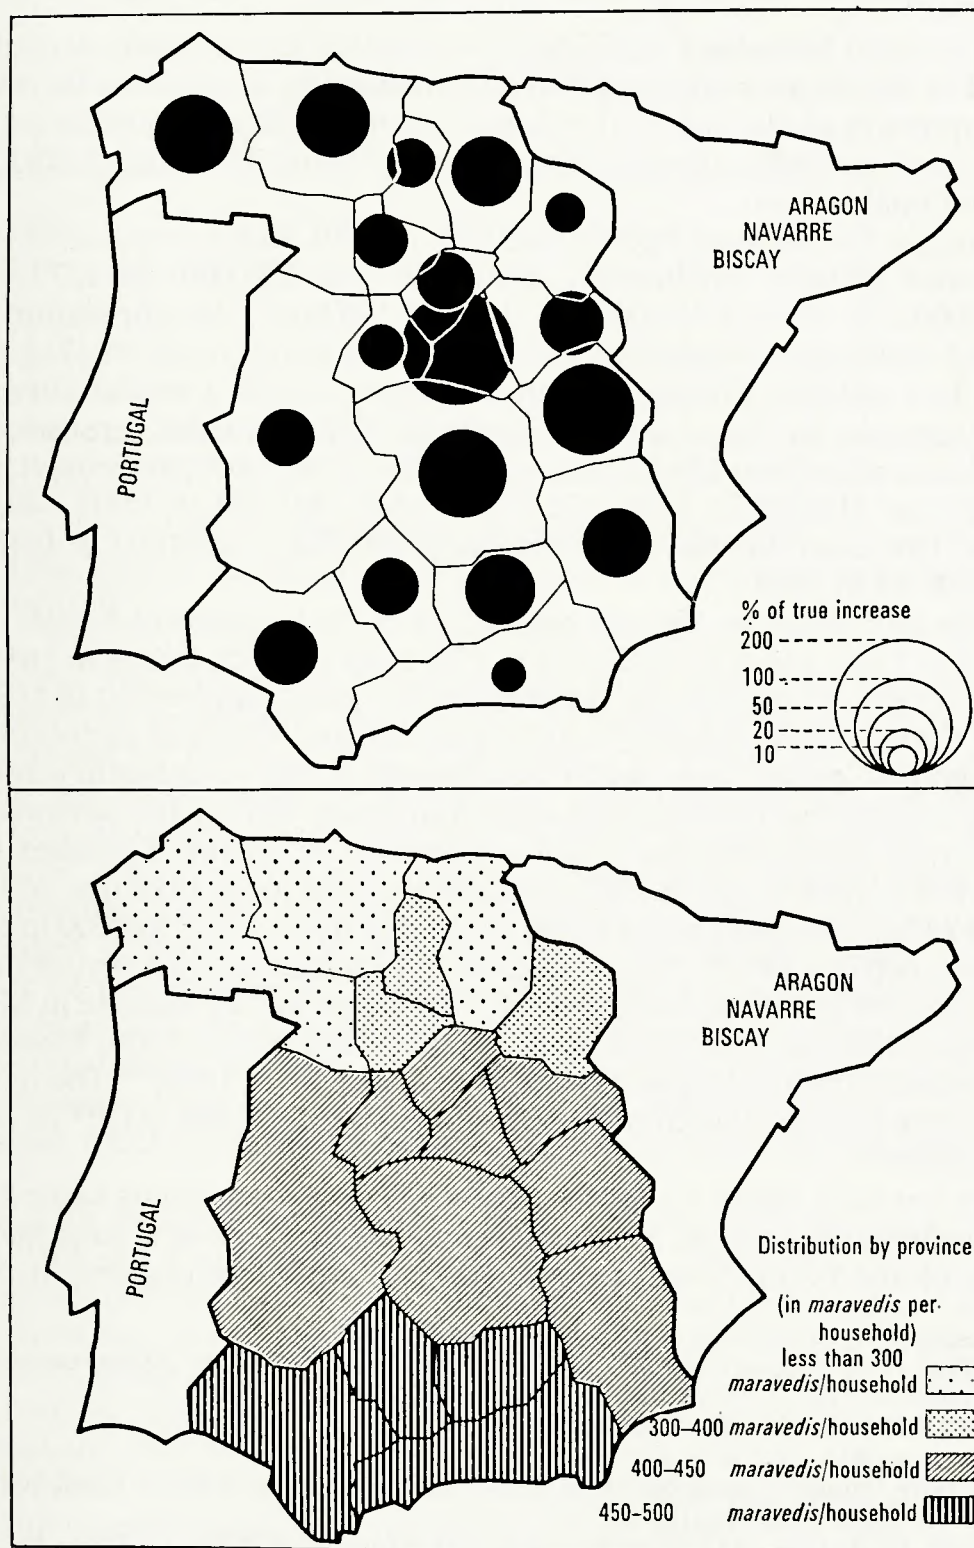 ARAGON
NAVARRE
BISCAY
PORTUGAL
% of true increase
200
100
50
20
10
ARAGON
NAVARRE
BISCAY
PORTUGAL
Distribution by province
(in maravedis per
household)
less than 300
maravedis/household
300–400 maravedis/household
400–450 maravedis/household
450–500 maravedis/household